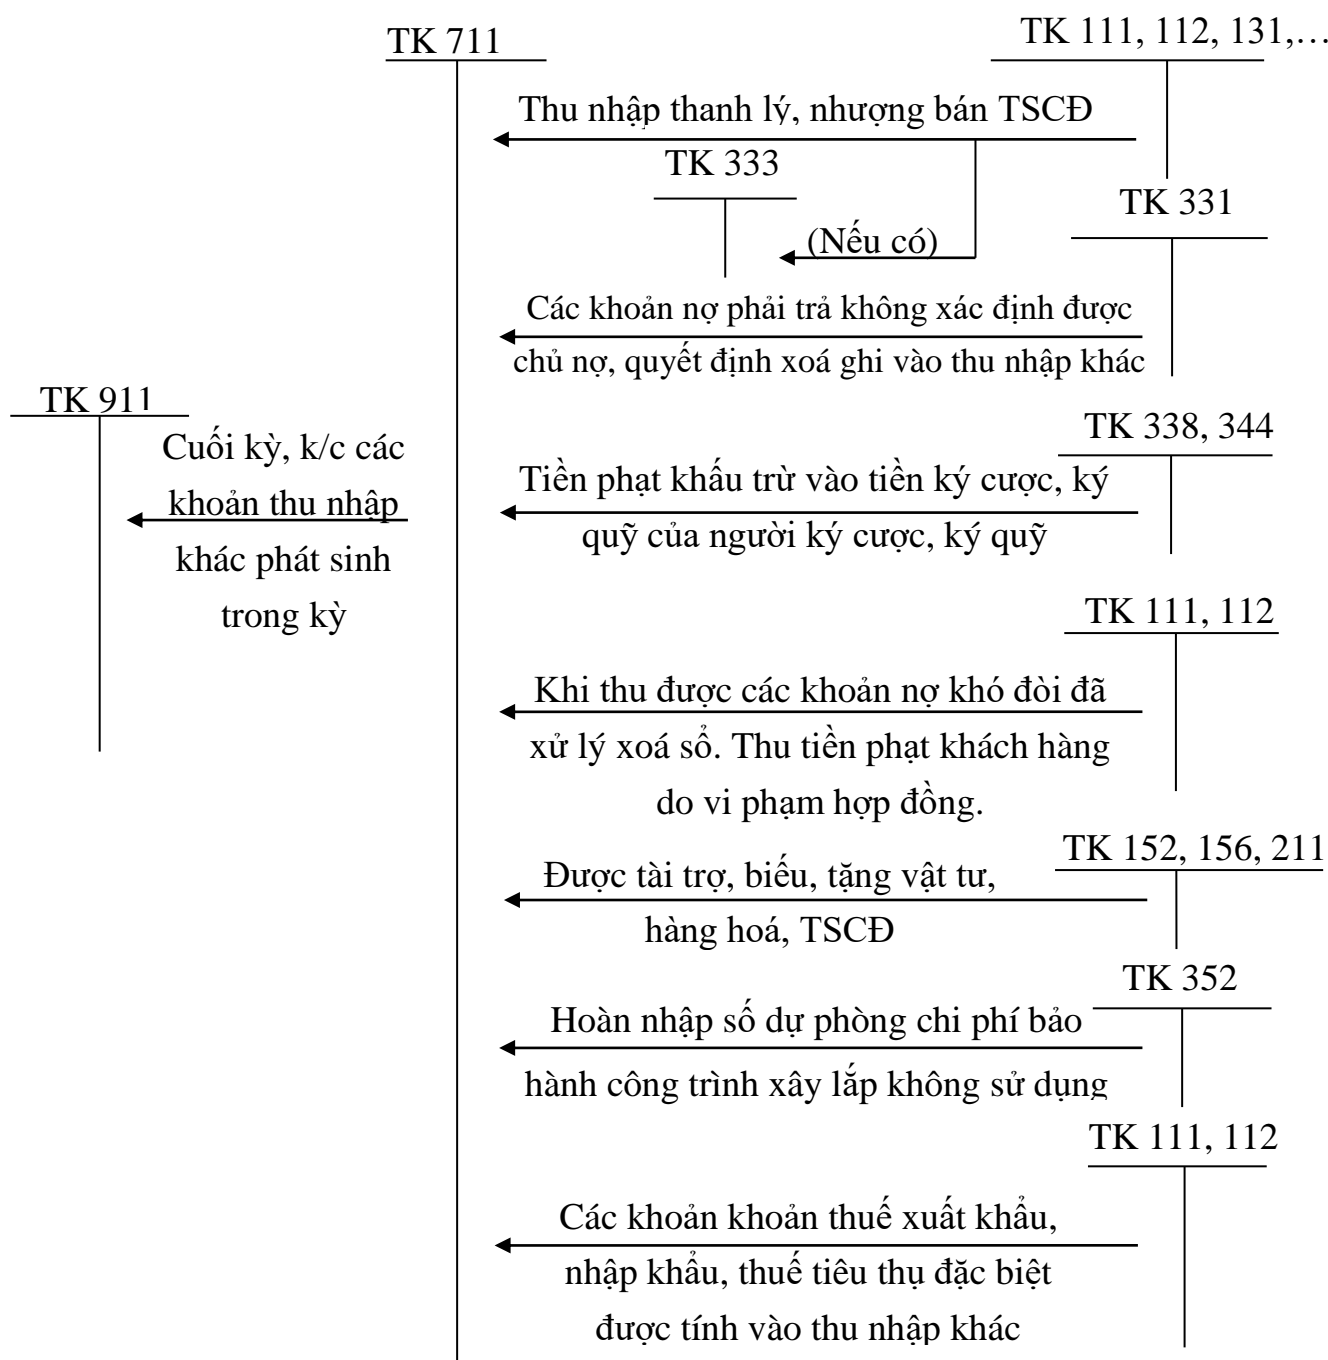 TK 711
TK 111, 112, 131,…
Thu nhập thanh lý, nhượng bán TSCĐ
TK 333
TK 331
(Nếu có)
Các khoản nợ phải trả không xác định được
chủ nợ, quyết định xoá ghi vào thu nhập khác
TK 911
Cuối kỳ, k/c các
khoản thu nhập
khác phát sinh
trong kỳ
TK 338, 344
Tiền phạt khấu trừ vào tiền ký cược, ký
quỹ của người ký cược, ký quỹ
TK 111, 112
Khi thu được các khoản nợ khó đòi đã
xử lý xoá sổ. Thu tiền phạt khách hàng
do vi phạm hợp đồng.
TK 152, 156, 211
Được tài trợ, biếu, tặng vật tư,
hàng hoá, TSCĐ
TK 352
Hoàn nhập số dự phòng chi phí bảo
hành công trình xây lắp không sử dụng
TK 111, 112
Các khoản khoản thuế xuất khẩu,
nhập khẩu, thuế tiêu thụ đặc biệt
được tính vào thu nhập khác